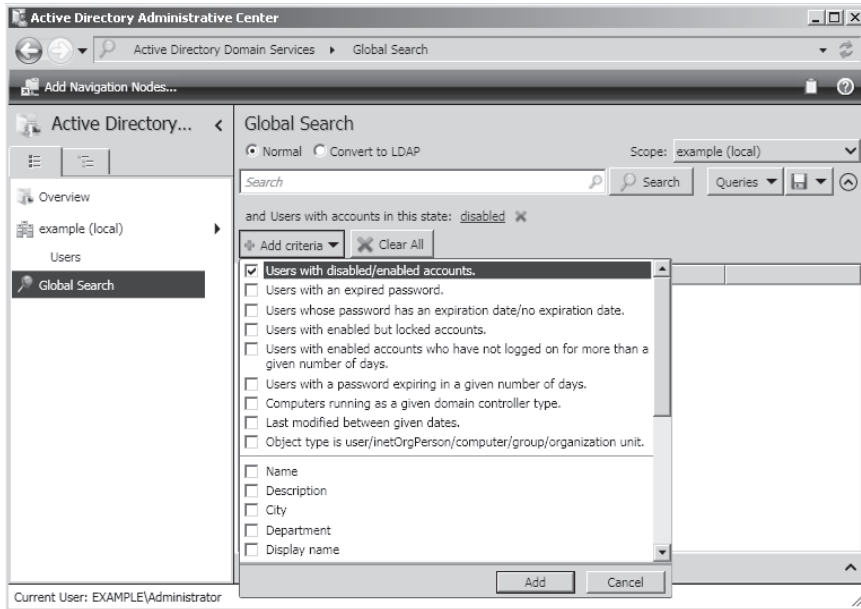 Active Directory Administrative Center
Active Directory Domain Services
Global Search
Add Navigation Nodes...
Active Directory...
Overview
example (local)
Users
Global Search
Global Search
Normal
Convert to LDAP
Scope: example (local)
Search
Search
Queries
and Users with accounts in this state: disabled
Add criteria
Clear All
Users with disabled/enabled accounts.
Users with an expired password.
Users whose password has an expiration date/no expiration date.
Users with enabled but locked accounts.
Users with enabled accounts who have not logged on for more than a
given number of days.
Users with a password expiring in a given number of days.
Computers running as a given domain controller type.
Last modified between given dates.
Object type is user/inetOrgPerson/computer/group/organization unit.
Name
Description
City
Department
Display name
Add
Cancel
Current User: EXAMPLE\Administrator